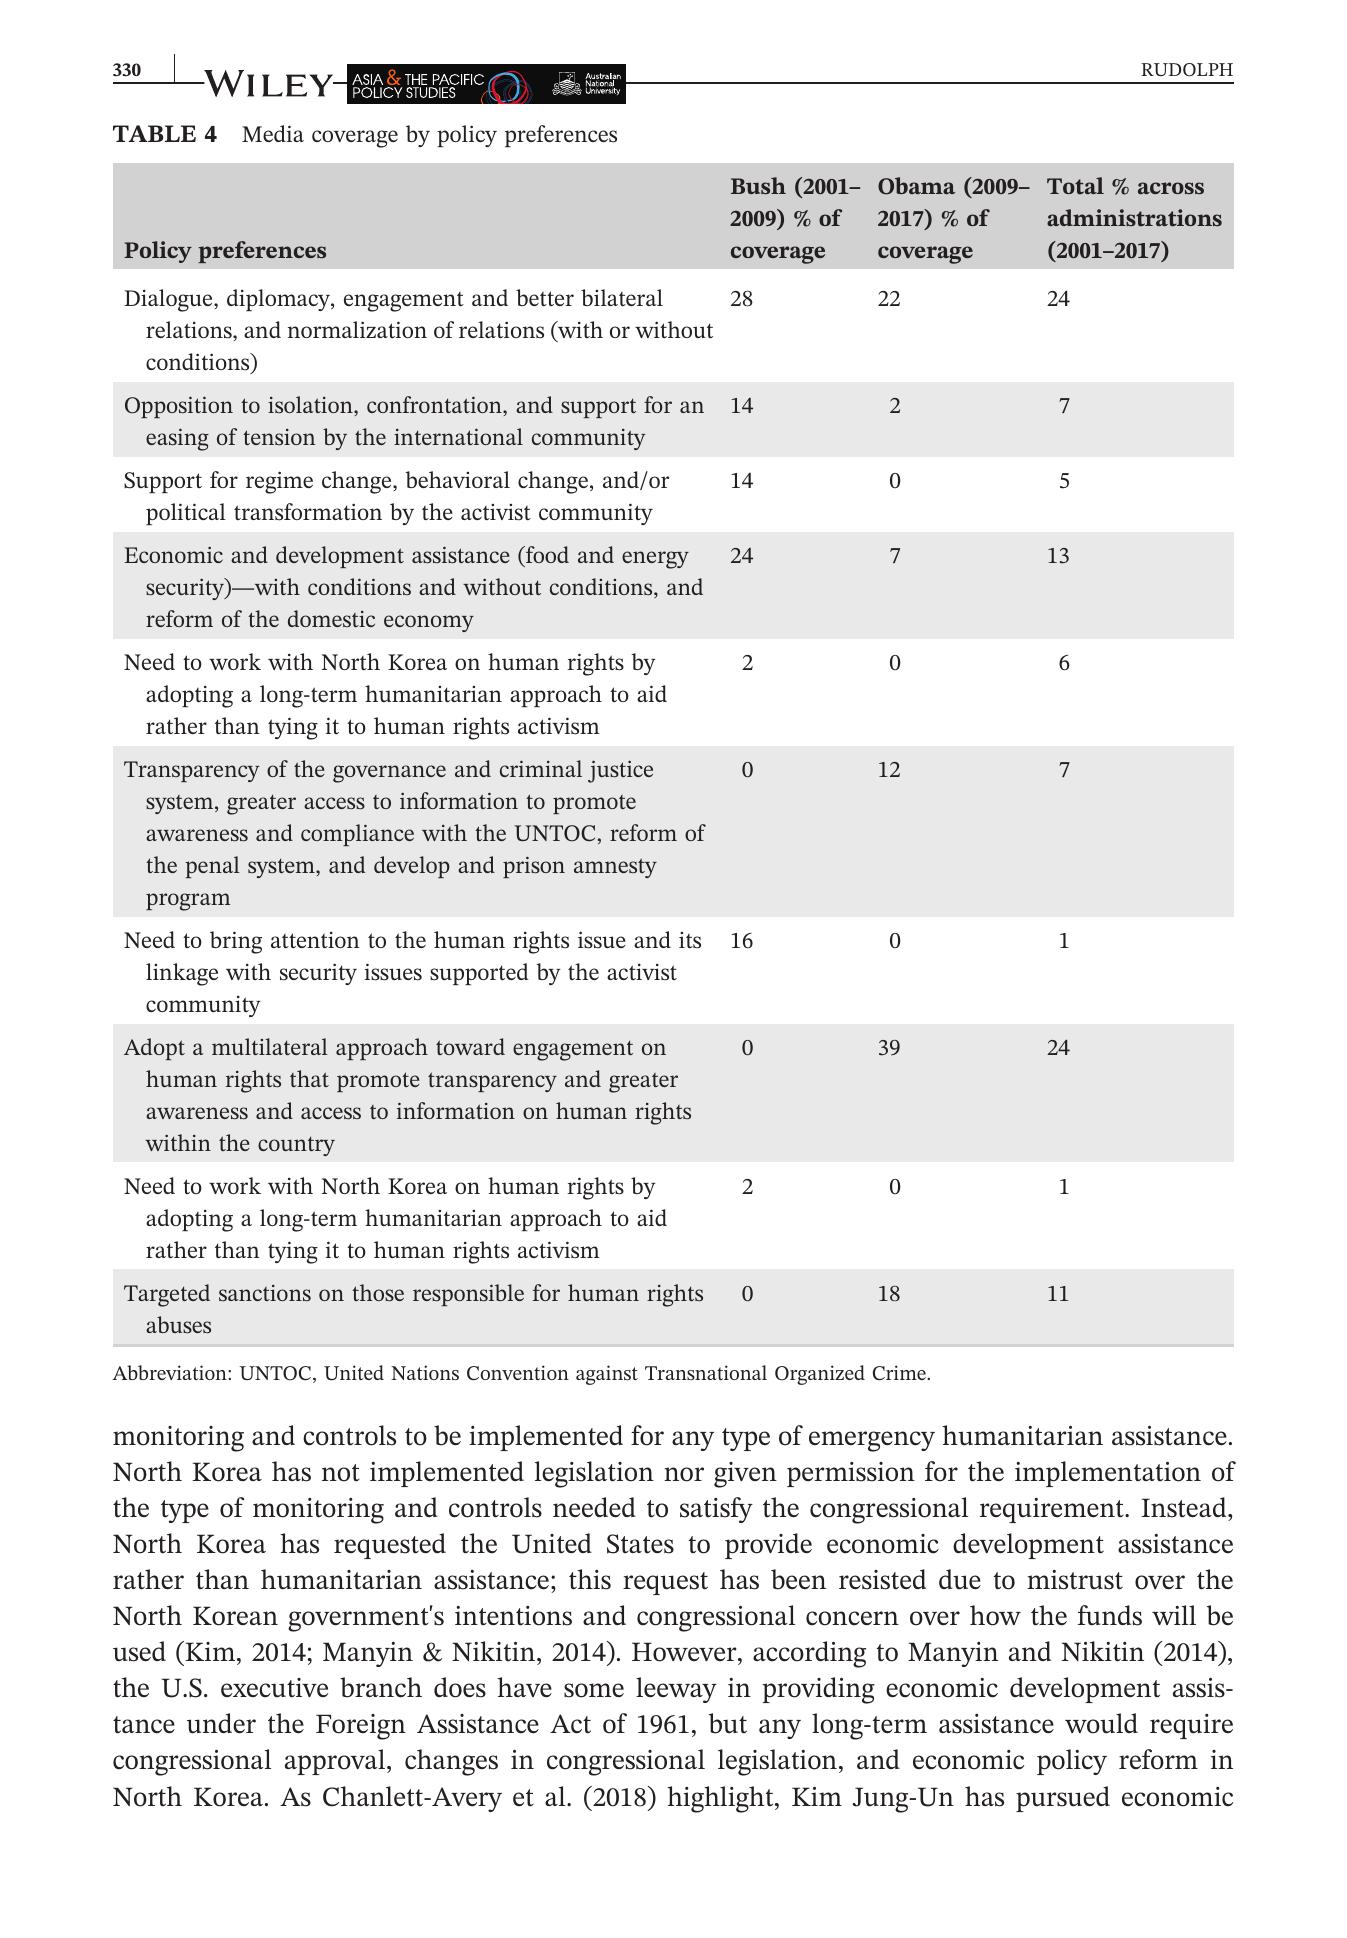 330
WILEY
ASIA & THE PACIFIC
POLICY STUDIES
Australian
National
University
RUDOLPH
TABLE 4 Media coverage by policy preferences
Policy preferences
Bush (2001–
2009) % of
coverage
Obama (2009–
2017) % of
coverage
Total % across
administrations
(2001–2017)
Dialogue, diplomacy, engagement and better bilateral 28 22 24
relations, and normalization of relations (with or without
conditions)
Opposition to isolation, confrontation, and support for an 14 2 7
easing of tension by the international community
Support for regime change, behavioral change, and/or 14 0 5
political transformation by the activist community
Economic and development assistance (food and energy 24 7 13
security)—with conditions and without conditions, and
reform of the domestic economy
Need to work with North Korea on human rights by 2 0 6
adopting a long-term humanitarian approach to aid
rather than tying it to human rights activism
Transparency of the governance and criminal justice 0 12 7
system, greater access to information to promote
awareness and compliance with the UNTOC, reform of
the penal system, and develop and prison amnesty
program
Need to bring attention to the human rights issue and its 16 0 1
linkage with security issues supported by the activist
community
Adopt a multilateral approach toward engagement on 0 39 24
human rights that promote transparency and greater
awareness and access to information on human rights
within the country
Need to work with North Korea on human rights by 2 0 1
adopting a long-term humanitarian approach to aid
rather than tying it to human rights activism
Targeted sanctions on those responsible for human rights 0 18 11
abuses
Abbreviation: UNTOC, United Nations Convention against Transnational Organized Crime.
monitoring and controls to be implemented for any type of emergency humanitarian assistance.
North Korea has not implemented legislation nor given permission for the implementation of
the type of monitoring and controls needed to satisfy the congressional requirement. Instead,
North Korea has requested the United States to provide economic development assistance
rather than humanitarian assistance; this request has been resisted due to mistrust over the
North Korean government's intentions and congressional concern over how the funds will be
used (Kim, 2014; Manyin & Nikitin, 2014). However, according to Manyin and Nikitin (2014),
the U.S. executive branch does have some leeway in providing economic development assis-
tance under the Foreign Assistance Act of 1961, but any long-term assistance would require
congressional approval, changes in congressional legislation, and economic policy reform in
North Korea. As Chanlett-Avery et al. (2018) highlight, Kim Jung-Un has pursued economic